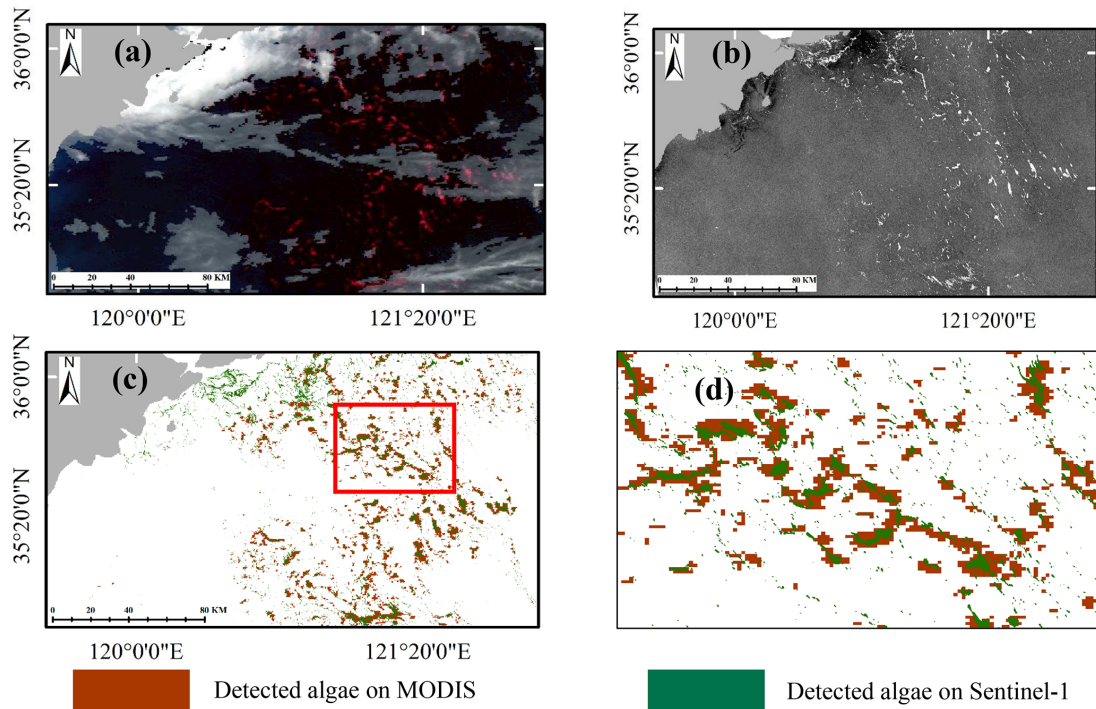 N
(a)
36°0'0"N
35°20'0"N
0 20 40 80 KM
120°0'0"E 121°20'0"E
N
(b)
36°0'0"N
35°20'0"N
0 20 40 80 KM
120°0'0"E 121°20'0"E
N
(c)
36°0'0"N
35°20'0"N
0 20 40 80 KM
120°0'0"E 121°20'0"E
(d)
Detected algae on MODIS
Detected algae on Sentinel-1